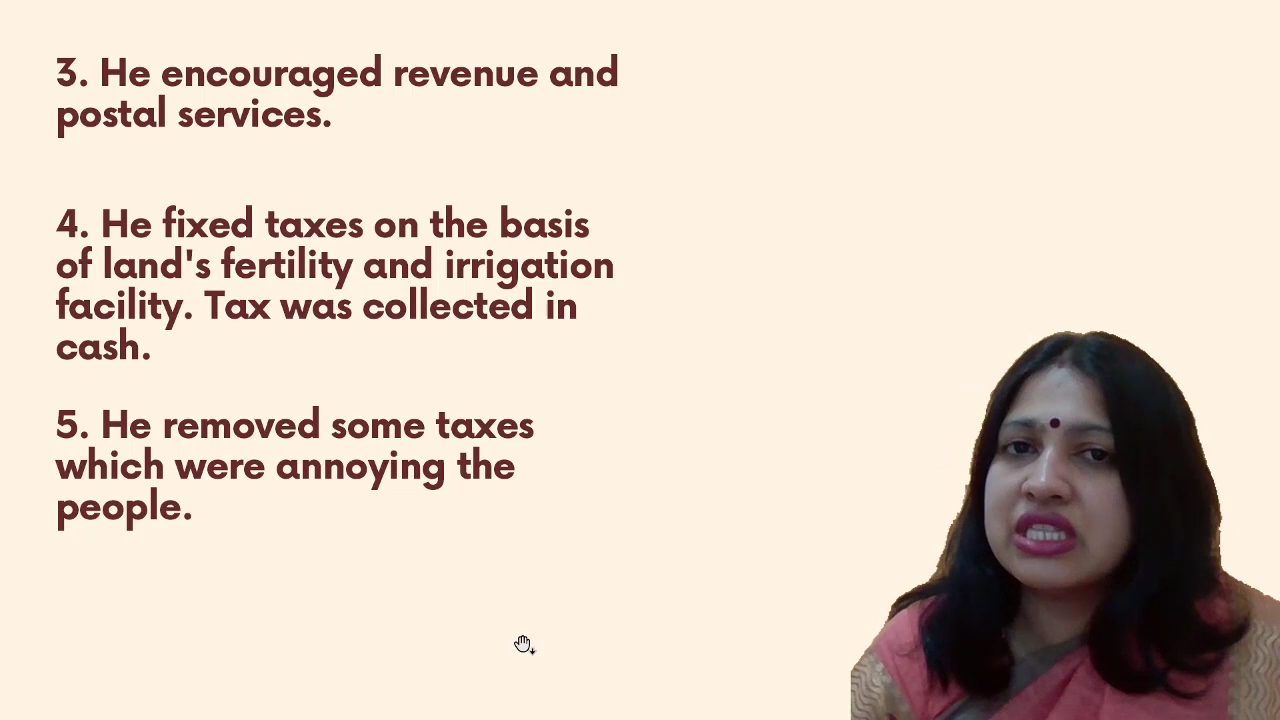 3. He encouraged revenue and
postal services.
4. He fixed taxes on the basis
of land's fertility and irrigation
facility. Tax was collected in
cash.
5. He removed some taxes
which were annoying the
people.